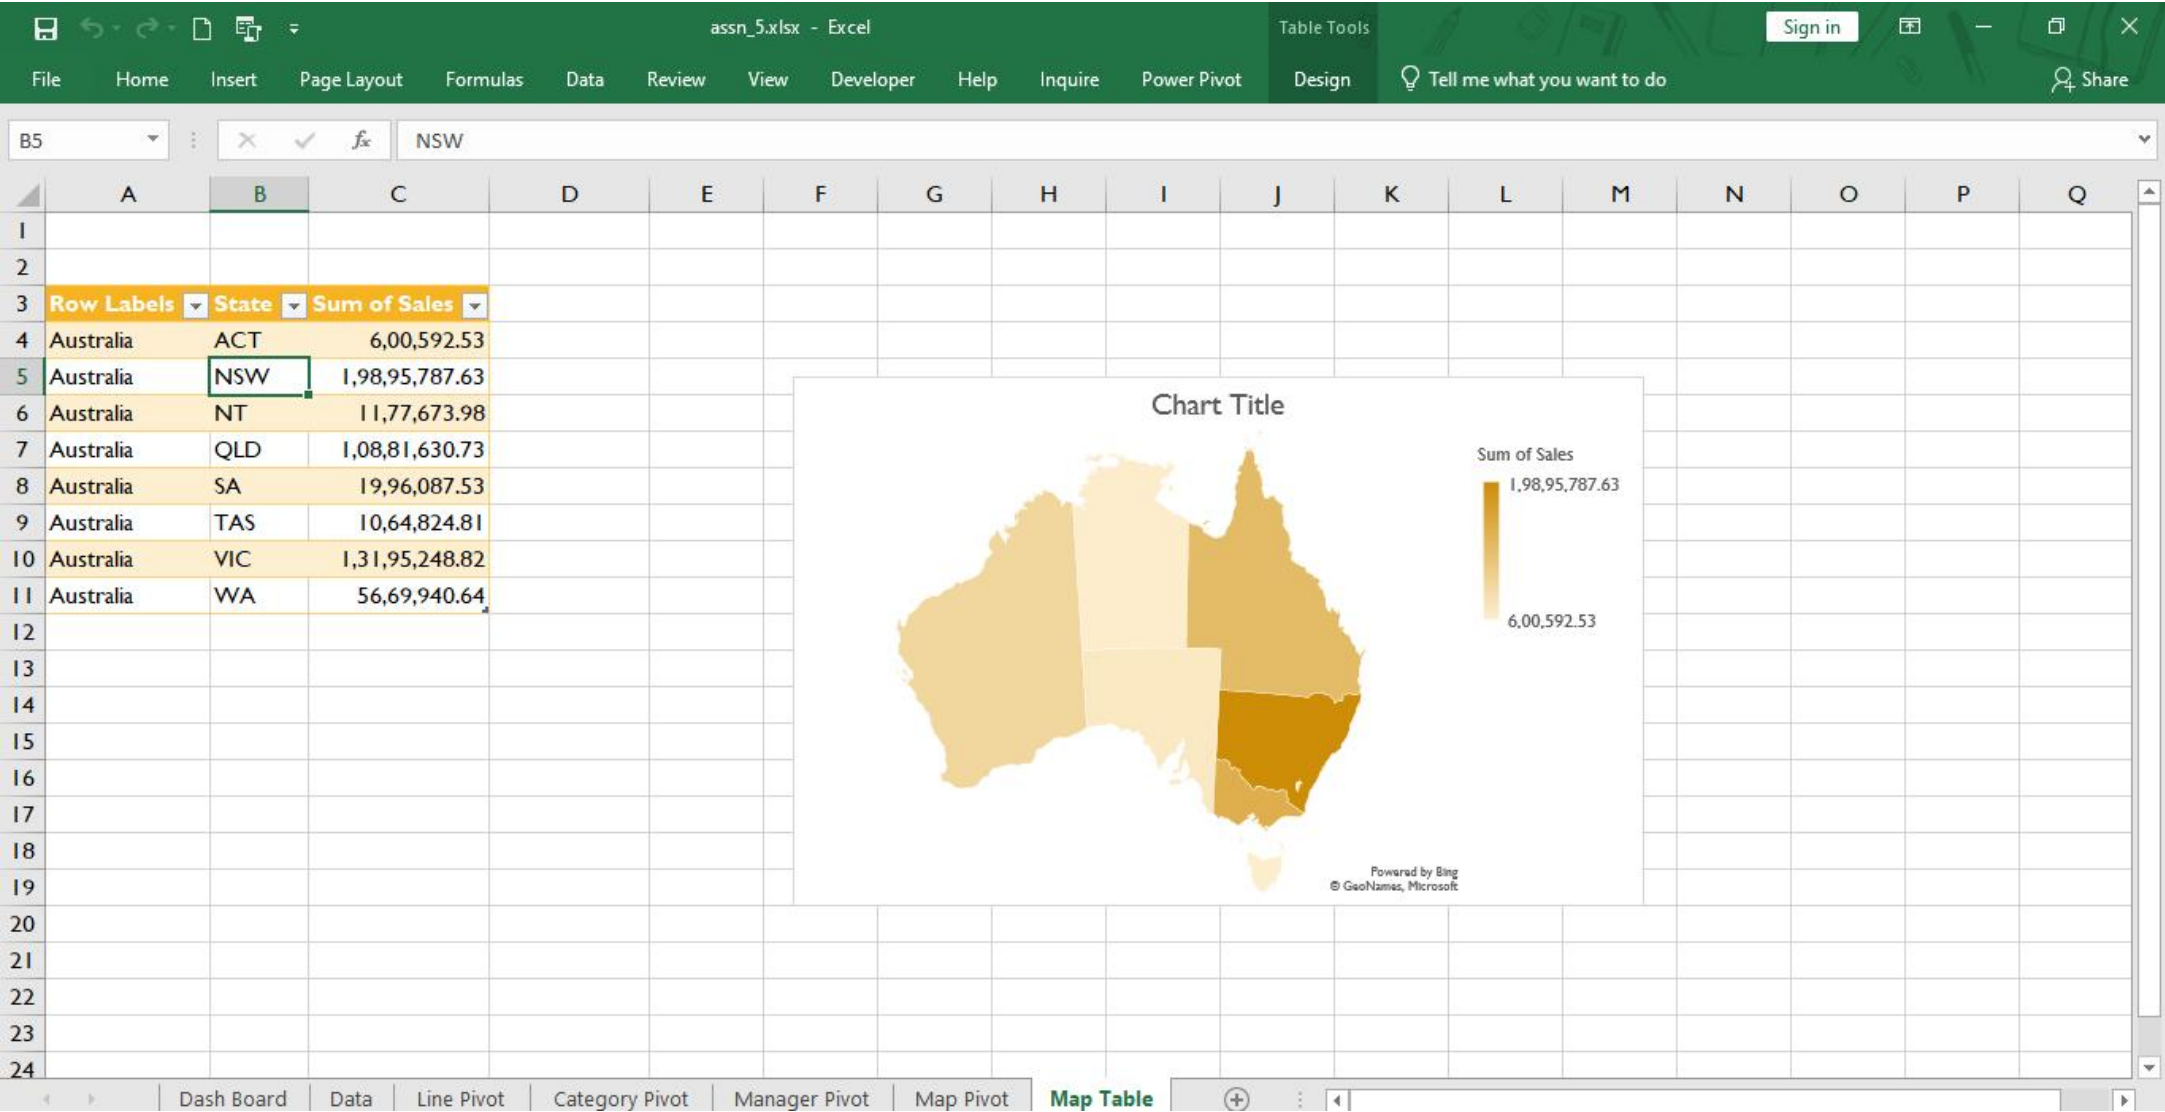 assn_5.xlsx - Excel
Table Tools
Sign in
File Home Insert Page Layout Formulas Data Review View Developer Help Inquire Power Pivot Design Tell me what you want to do Share
B5 fx NSW
A B C D E F G H I J K L M N O P Q
1
2
3 Row Labels State Sum of Sales
4 Australia ACT 6,00,592.53
5 Australia NSW 1,98,95,787.63
6 Australia NT 11,77,673.98
7 Australia QLD 1,08,81,630.73
8 Australia SA 19,96,087.53
9 Australia TAS 10,64,824.81
10 Australia VIC 1,31,95,248.82
11 Australia WA 56,69,940.64
12
13
14
15
16
17
18
19
20
21
22
23
24
Chart Title
Sum of Sales
1,98,95,787.63
6,00,592.53
Powered by Bing
© GeoNames, Microsoft
Dash Board Data Line Pivot Category Pivot Manager Pivot Map Pivot Map Table